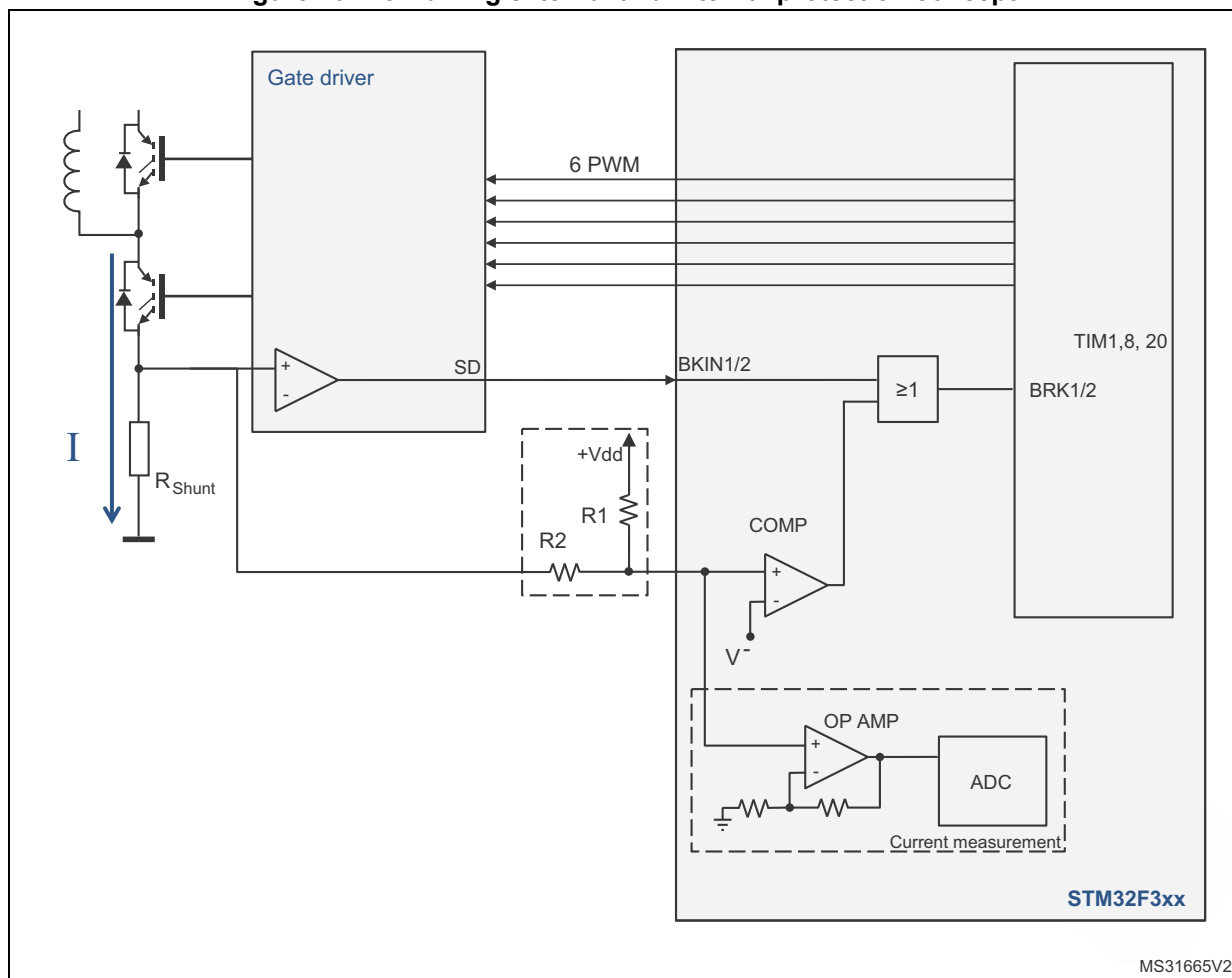 Gate driver
6 PWM
TIM1,8, 20
+
-
SD
BKIN1/2
≥1
BRK1/2
I
R Shunt
+Vdd
R1
R2
COMP
+
-
V-
OP AMP
+
-
ADC
Current measurement
STM32F3xx
MS31665V2